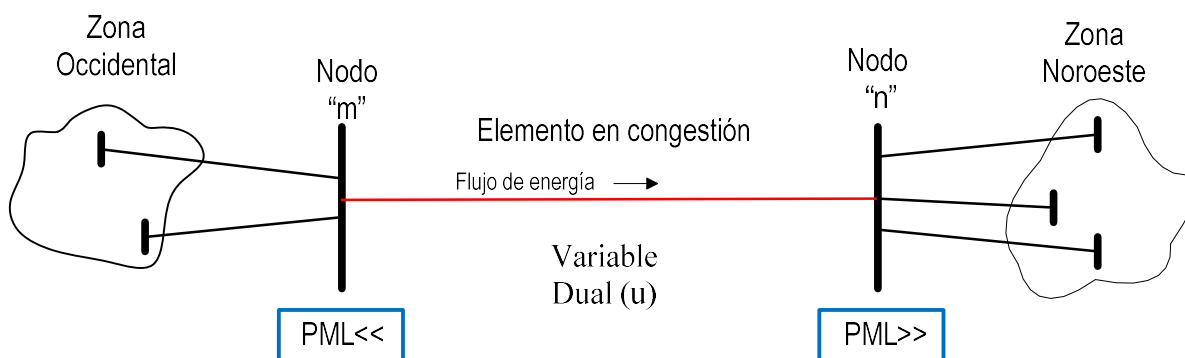 Zona
Occidental
Nodo
“m”
Elemento en congestión
Flujo de energía
Variable
Dual (u)
Nodo
“n”
Zona
Noroeste
PML<<
PML>>